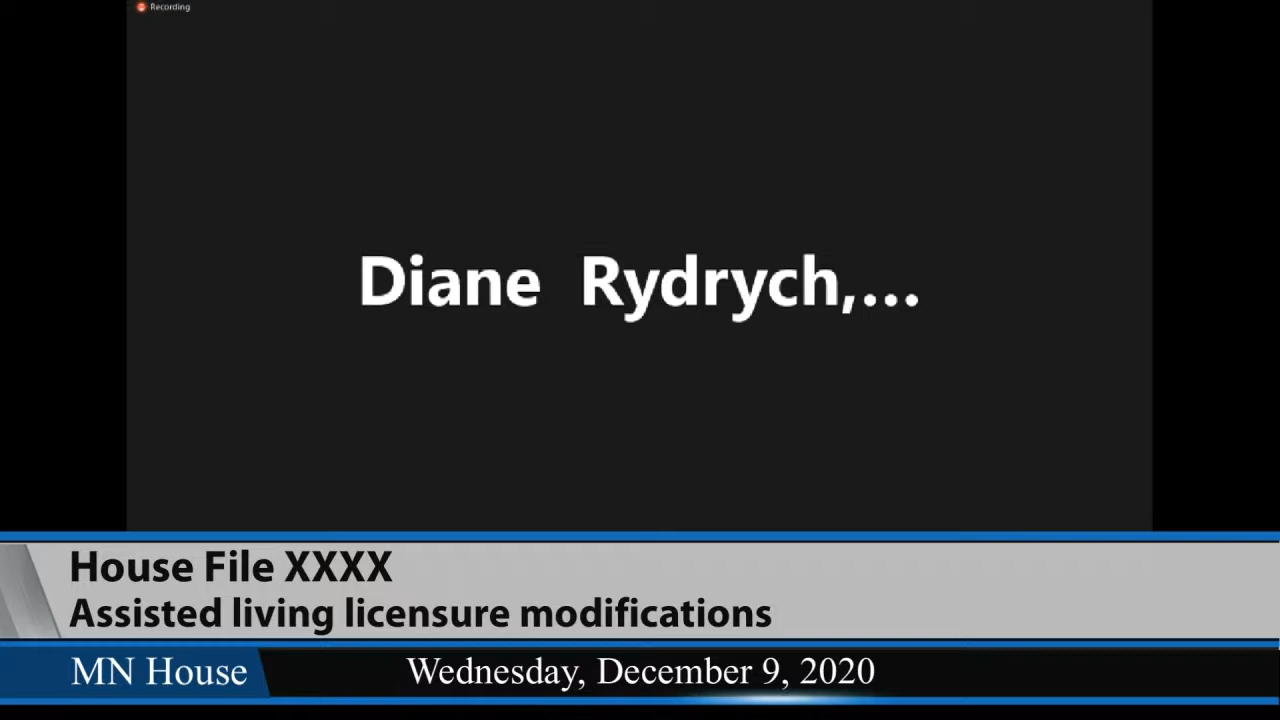 Recording
Diane Rydrych,...
House File XXXX
Assisted living licensure modifications
MN House
Wednesday, December 9, 2020